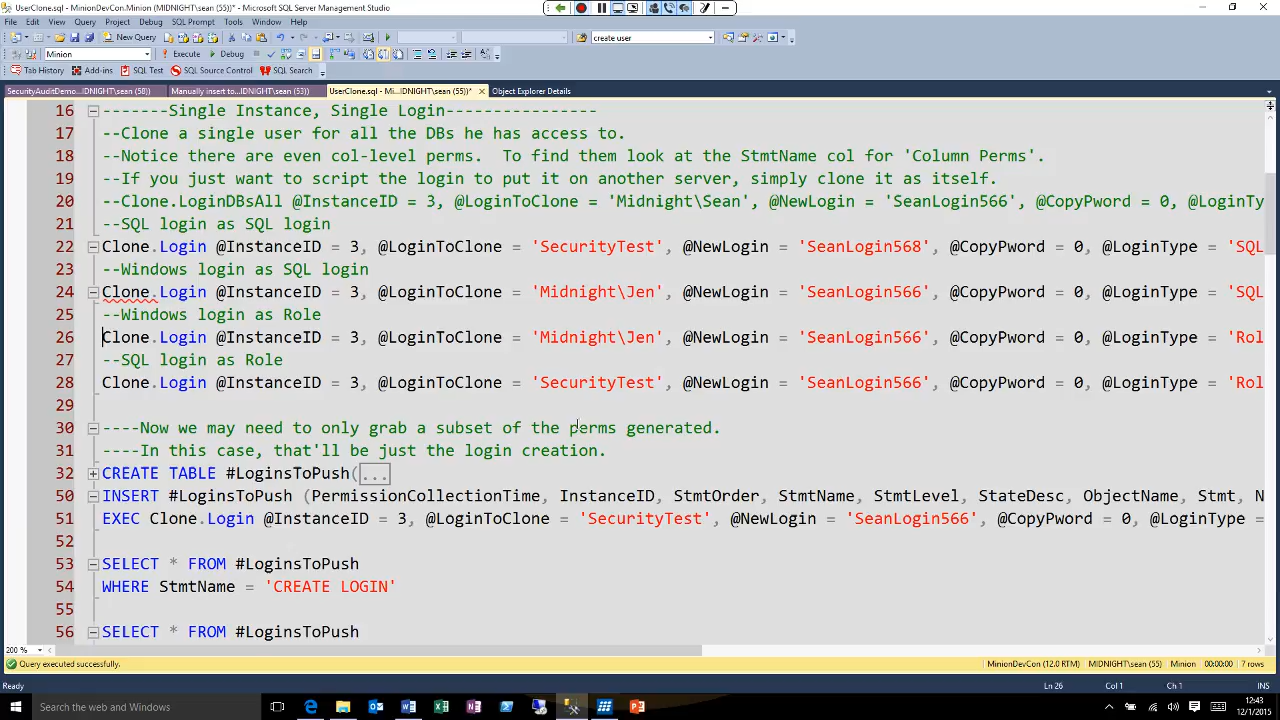 UserClone.sql - MinionDevCon.Minion (MIDNIGHT\sean (55))* - Microsoft SQL Server Management Studio
File Edit View Query Project Debug SQL Prompt Tools Window Help
New Query
create user
Minion
Execute
Debug
Tab History Add-ins SQL Test SQL Source Control SQL Search
SecurityAuditDemo...IDNIGHT\sean (58)) Manually insert to...IDNIGHT\sean (53)) UserClone.sql - Mi...IDNIGHT\sean (55))* Object Explorer Details
16 -------Single Instance, Single Login----------------
17 --Clone a single user for all the DBs he has access to.
18 --Notice there are even col-level perms.  To find them look at the StmtName col for 'Column Perms'.
19 --If you just want to script the login to put it on another server, simply clone it as itself.
20 --Clone.LoginDBsAll @InstanceID = 3, @LoginToClone = 'Midnight\Sean', @NewLogin = 'SeanLogin566', @CopyPword = 0, @LoginTy
21 --SQL login as SQL login
22 Clone.Login @InstanceID = 3, @LoginToClone = 'SecurityTest', @NewLogin = 'SeanLogin568', @CopyPword = 0, @LoginType = 'SQL
23 --Windows login as SQL login
24 Clone.Login @InstanceID = 3, @LoginToClone = 'Midnight\Jen', @NewLogin = 'SeanLogin566', @CopyPword = 0, @LoginType = 'SQL
25 --Windows login as Role
26 Clone.Login @InstanceID = 3, @LoginToClone = 'Midnight\Jen', @NewLogin = 'SeanLogin566', @CopyPword = 0, @LoginType = 'Rol
27 --SQL login as Role
28 Clone.Login @InstanceID = 3, @LoginToClone = 'SecurityTest', @NewLogin = 'SeanLogin566', @CopyPword = 0, @LoginType = 'Rol
29
30 ----Now we may need to only grab a subset of the perms generated.
31 ----In this case, that'll be just the login creation.
32 CREATE TABLE #LoginsToPush(...
50 INSERT #LoginsToPush (PermissionCollectionTime, InstanceID, StmtOrder, StmtName, StmtLevel, StateDesc, ObjectName, Stmt, N
51 EXEC Clone.Login @InstanceID = 3, @LoginToClone = 'SecurityTest', @NewLogin = 'SeanLogin566', @CopyPword = 0, @LoginType =
52
53 SELECT * FROM #LoginsToPush
54 WHERE StmtName = 'CREATE LOGIN'
55
56 SELECT * FROM #LoginsToPush
200 %
Query executed successfully. MinionDevCon (12.0 RTM) MIDNIGHT\sean (55) Minion 00:00:00 7 rows
Ready Ln 26 Col 1 Ch 1 INS
Search the web and Windows
12:43
12/1/2015